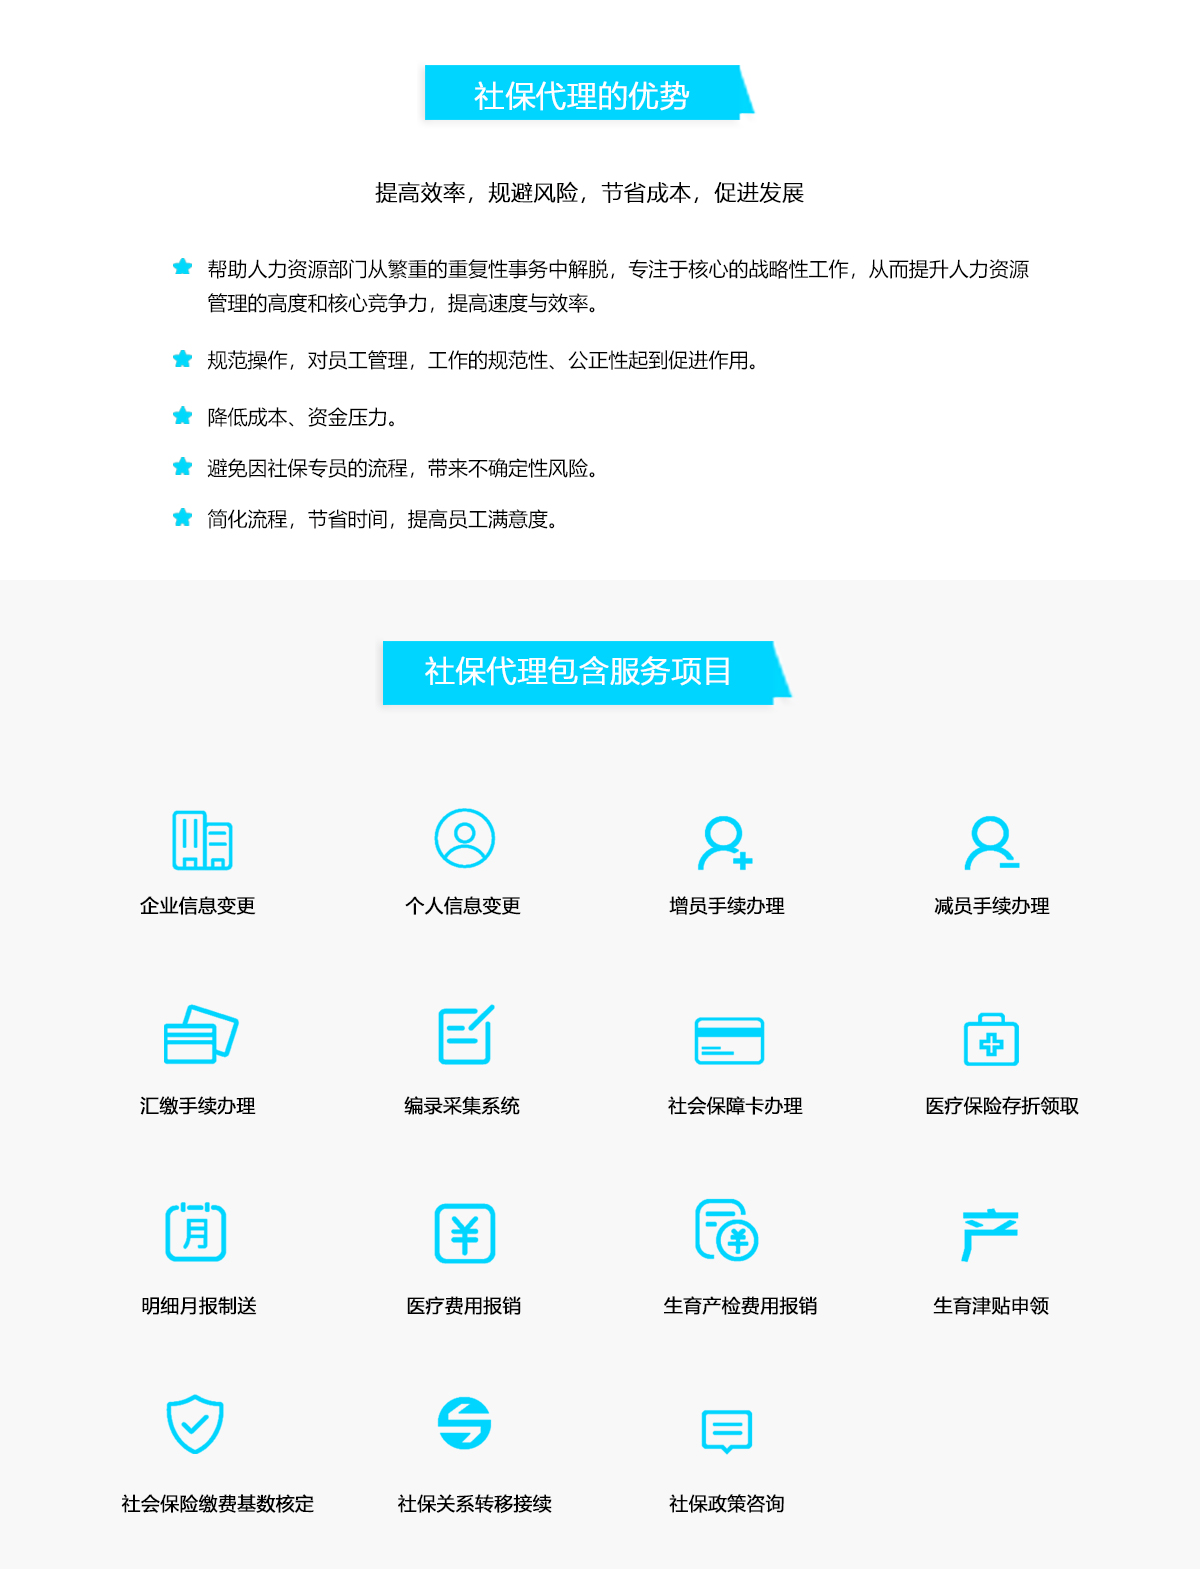 社保代理的优势
提高效率，规避风险，节省成本，促进发展
帮助人力资源部门从繁重的重复性事务中解脱，专注于核心的战略性工作，从而提升人力资源
管理的高度和核心竞争力，提高速度与效率。
规范操作，对员工管理，工作的规范性、公正性起到促进作用。
降低成本、资金压力。
避免因社保专员的流程，带来不确定性风险。
简化流程，节省时间，提高员工满意度。
社保代理包含服务项目
企业信息变更
个人信息变更
增员手续办理
减员手续办理
汇缴手续办理
编录采集系统
社会保障卡办理
医疗保险存折领取
月
¥
¥
产
明细月报制送
医疗费用报销
生育产检费用报销
生育津贴申领
社会保险缴费基数核定
社保关系转移接续
社保政策咨询